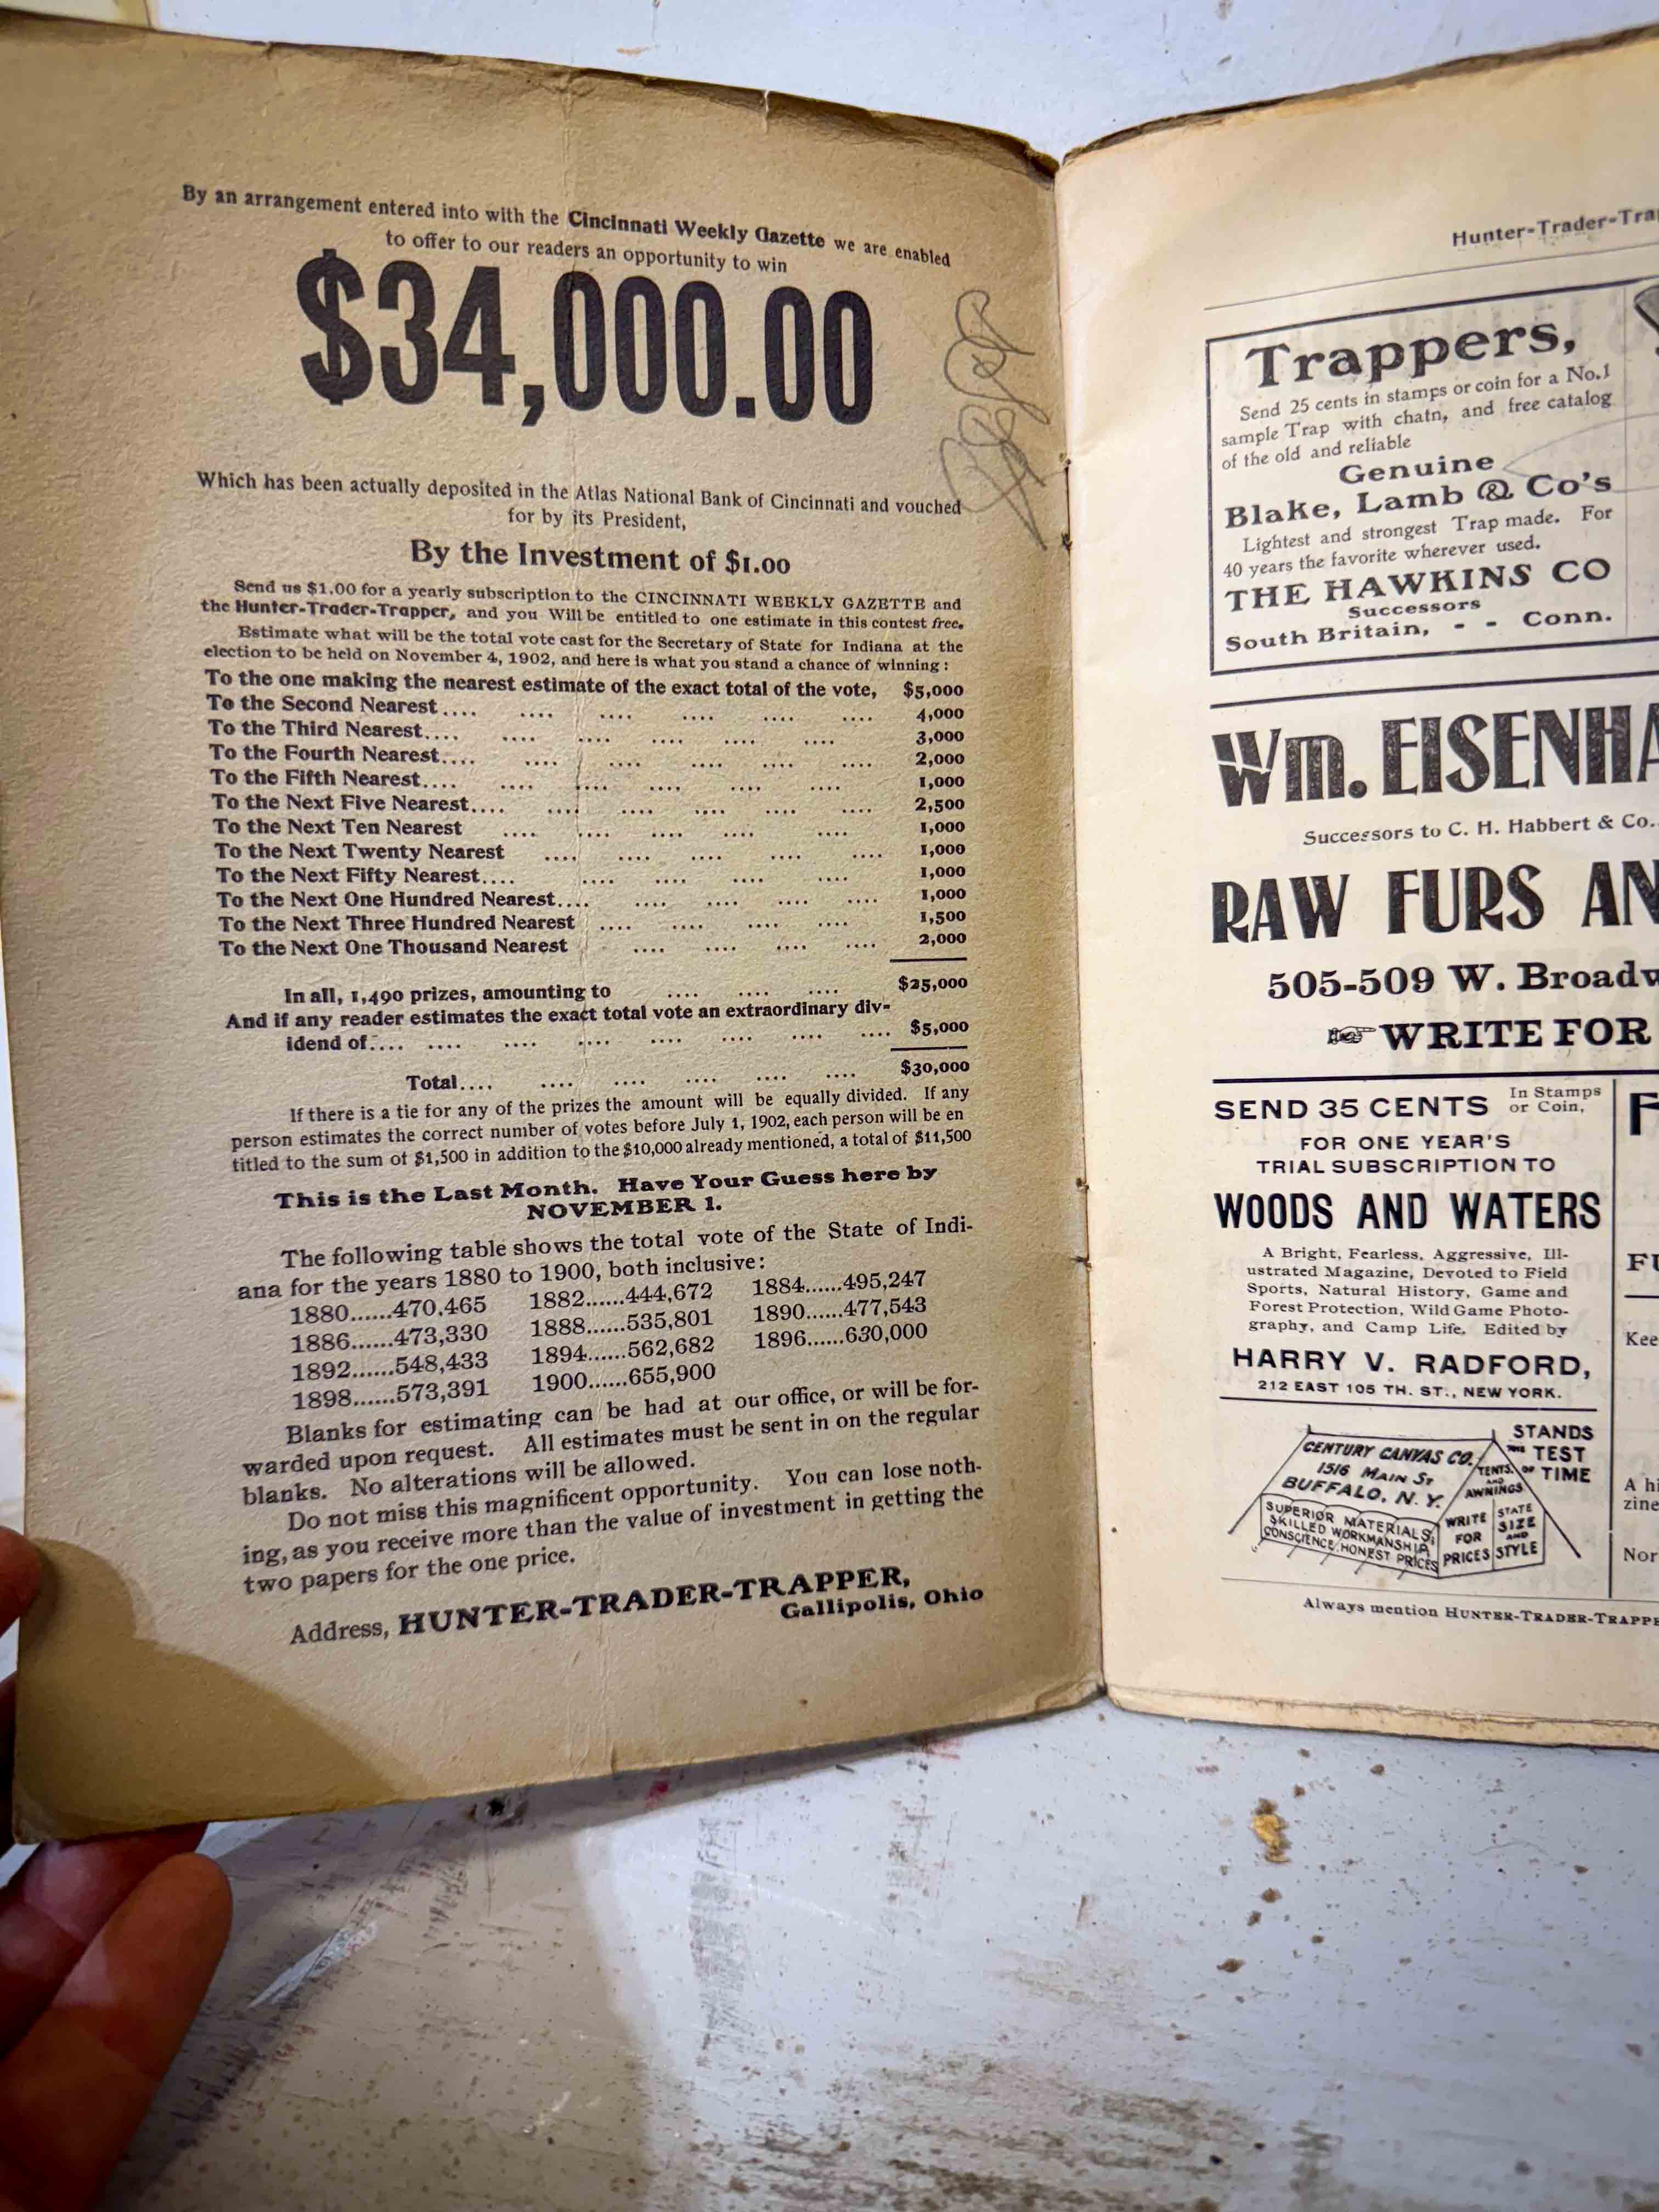 By an arrangement entered into with the Cincinnati Weekly Gazette we are enabled
to offer to our readers an opportunity to win
$34,000.00
Which has been actually deposited in the Atlas National Bank of Cincinnati and vouched
for by its President,
By the Investment of $1.00
Send us $1.00 for a yearly subscription to the CINCINNATI WEEKLY GAZETTE and
the Hunter-Trader-Trapper, and you Will be entitled to one estimate in this contest free.
Estimate what will be the total vote cast for the Secretary of State for Indiana at the
election to be held on November 4, 1902, and here is what you stand a chance of winning:
To the one making the nearest estimate of the exact total of the vote, $5,000
To the Second Nearest.... .... .... .... .... .... 4,000
To the Third Nearest.... .... .... .... .... .... 3,000
To the Fourth Nearest.... .... .... .... .... .... 2,000
To the Fifth Nearest.... .... .... .... .... .... 1,000
To the Next Five Nearest.... .... .... .... .... .... 2,500
To the Next Ten Nearest .... .... .... .... .... 1,000
To the Next Twenty Nearest .... .... .... .... .... 1,000
To the Next Fifty Nearest.... .... .... .... .... 1,000
To the Next One Hundred Nearest.... .... .... .... .... 1,000
To the Next Three Hundred Nearest .... .... .... .... 1,500
To the Next One Thousand Nearest .... .... .... .... 2,000
In all, 1,490 prizes, amounting to .... .... .... $25,000
And if any reader estimates the exact total vote an extraordinary div-
idend of.... .... .... .... .... .... .... .... $5,000
Total.... .... .... .... .... .... $30,000
If there is a tie for any of the prizes the amount will be equally divided. If any
person estimates the correct number of votes before July 1, 1902, each person will be en
titled to the sum of $1,500 in addition to the $10,000 already mentioned, a total of $11,500
This is the Last Month. Have Your Guess here by
NOVEMBER 1.
The following table shows the total vote of the State of Indi-
ana for the years 1880 to 1900, both inclusive:
1880......470.465 1882......444,672 1884......495,247
1886......473,330 1888......535,801 1890......477,543
1892......548,433 1894......562,682 1896......630,000
1898......573,391 1900......655,900
Blanks for estimating can be had at our office, or will be for-
warded upon request. All estimates must be sent in on the regular
blanks. No alterations will be allowed.
Do not miss this magnificent opportunity. You can lose noth-
ing, as you receive more than the value of investment in getting the
two papers for the one price.
Address, HUNTER-TRADER-TRAPPER,
Gallipolis, Ohio
Hunter-Trader-Tra
Trappers,
Send 25 cents in stamps or coin for a No.1
sample Trap with chatn, and free catalog
of the old and reliable
Genuine
Blake, Lamb & Co's
Lightest and strongest Trap made. For
40 years the favorite wherever used.
THE HAWKINS CO
Successors
South Britain, - - Conn.
Wm. EISENHA
Successors to C. H. Habbert & Co.
RAW FURS AN
505-509 W. Broadw
WRITE FOR
SEND 35 CENTS In Stamps
or Coin,
FOR ONE YEAR'S
TRIAL SUBSCRIPTION TO
WOODS AND WATERS
A Bright, Fearless, Aggressive, Ill-
ustrated Magazine, Devoted to Field
Sports, Natural History, Game and
Forest Protection, Wild Game Photo-
graphy, and Camp Life. Edited by
HARRY V. RADFORD,
212 EAST 105 TH. ST., NEW YORK.
CENTURY CANVAS CO.
1516 MAIN ST
BUFFALO, N. Y.
TENTS.
AND
AWNINGS
STANDS
THE TEST
OF TIME
SUPERIOR MATERIALS,
SKILLED WORKMANSHIP,
CONSCIENCE, HONEST PRICES
WRITE
FOR
PRICES
STATE
SIZE
AND
STYLE
F
FU
Kee
A hi
zine
Nor
Always mention HUNTER-TRADER-TRAPPE